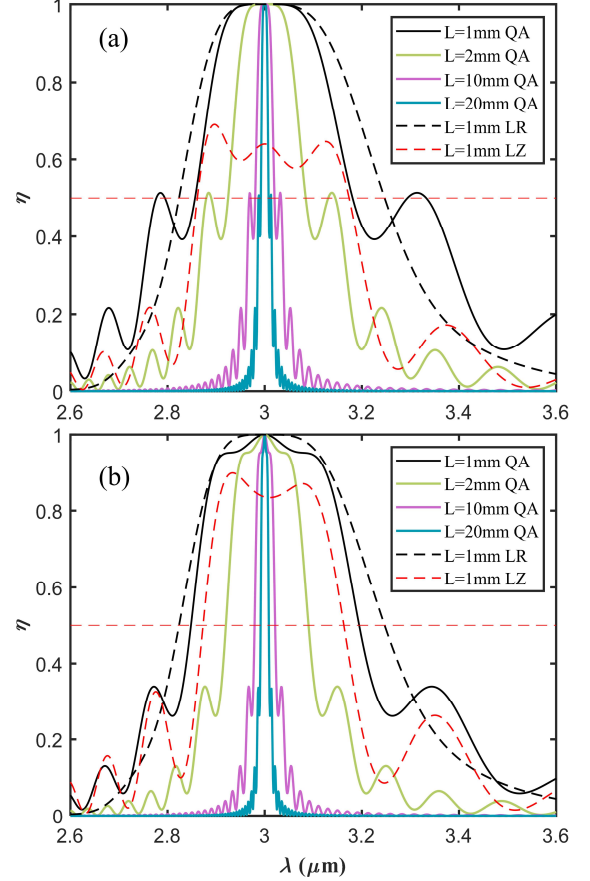 (a)
L=1mm QA
L=2mm QA
L=10mm QA
L=20mm QA
L=1mm LR
L=1mm LZ
1
0.8
0.6
0.4
0.2
0
η
2.6 2.8 3 3.2 3.4 3.6
(b)
L=1mm QA
L=2mm QA
L=10mm QA
L=20mm QA
L=1mm LR
L=1mm LZ
1
0.8
0.6
0.4
0.2
0
η
2.6 2.8 3 3.2 3.4 3.6
λ (μm)